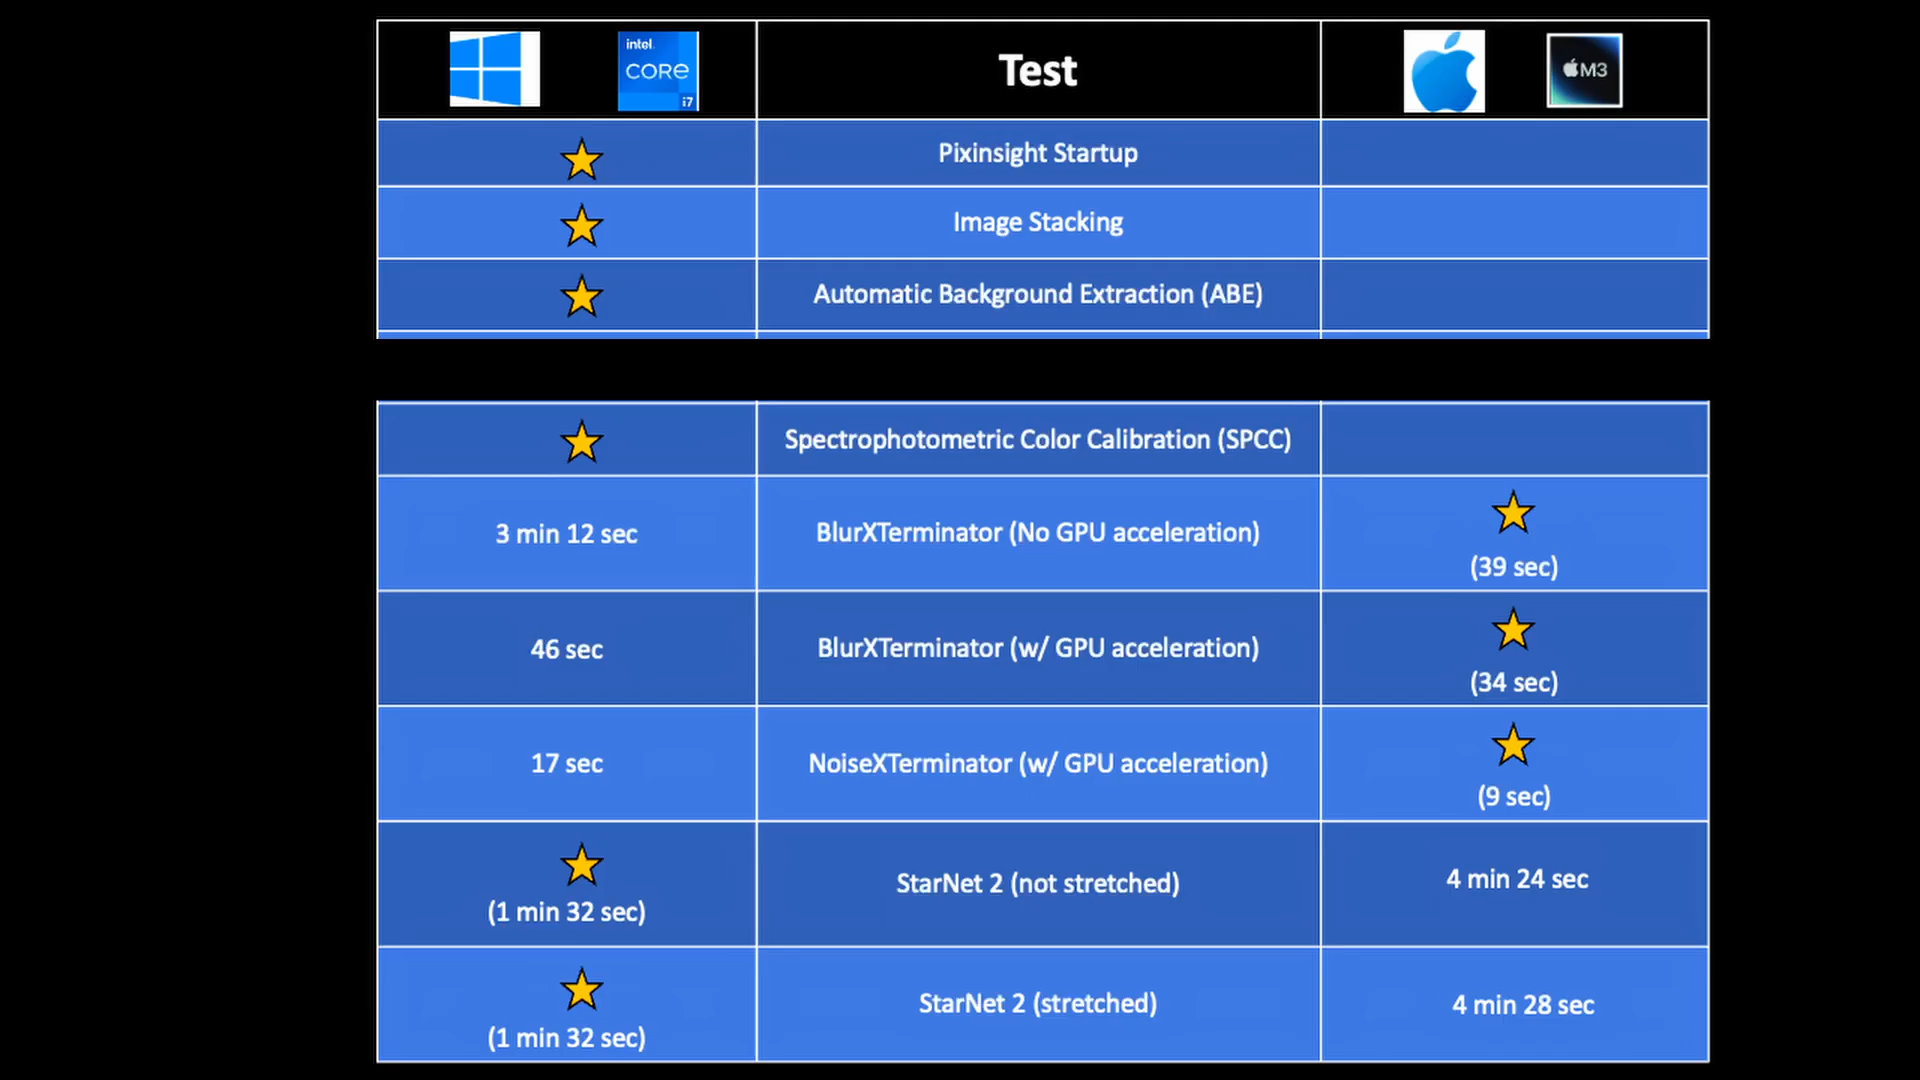 intel
CORE
i7
Test
M3
Pixinsight Startup
Image Stacking
Automatic Background Extraction (ABE)
Spectrophotometric Color Calibration (SPCC)
3 min 12 sec
BlurXTerminator (No GPU acceleration)
(39 sec)
46 sec
BlurXTerminator (w/ GPU acceleration)
(34 sec)
17 sec
NoiseXTerminator (w/ GPU acceleration)
(9 sec)
(1 min 32 sec)
StarNet 2 (not stretched)
4 min 24 sec
(1 min 32 sec)
StarNet 2 (stretched)
4 min 28 sec